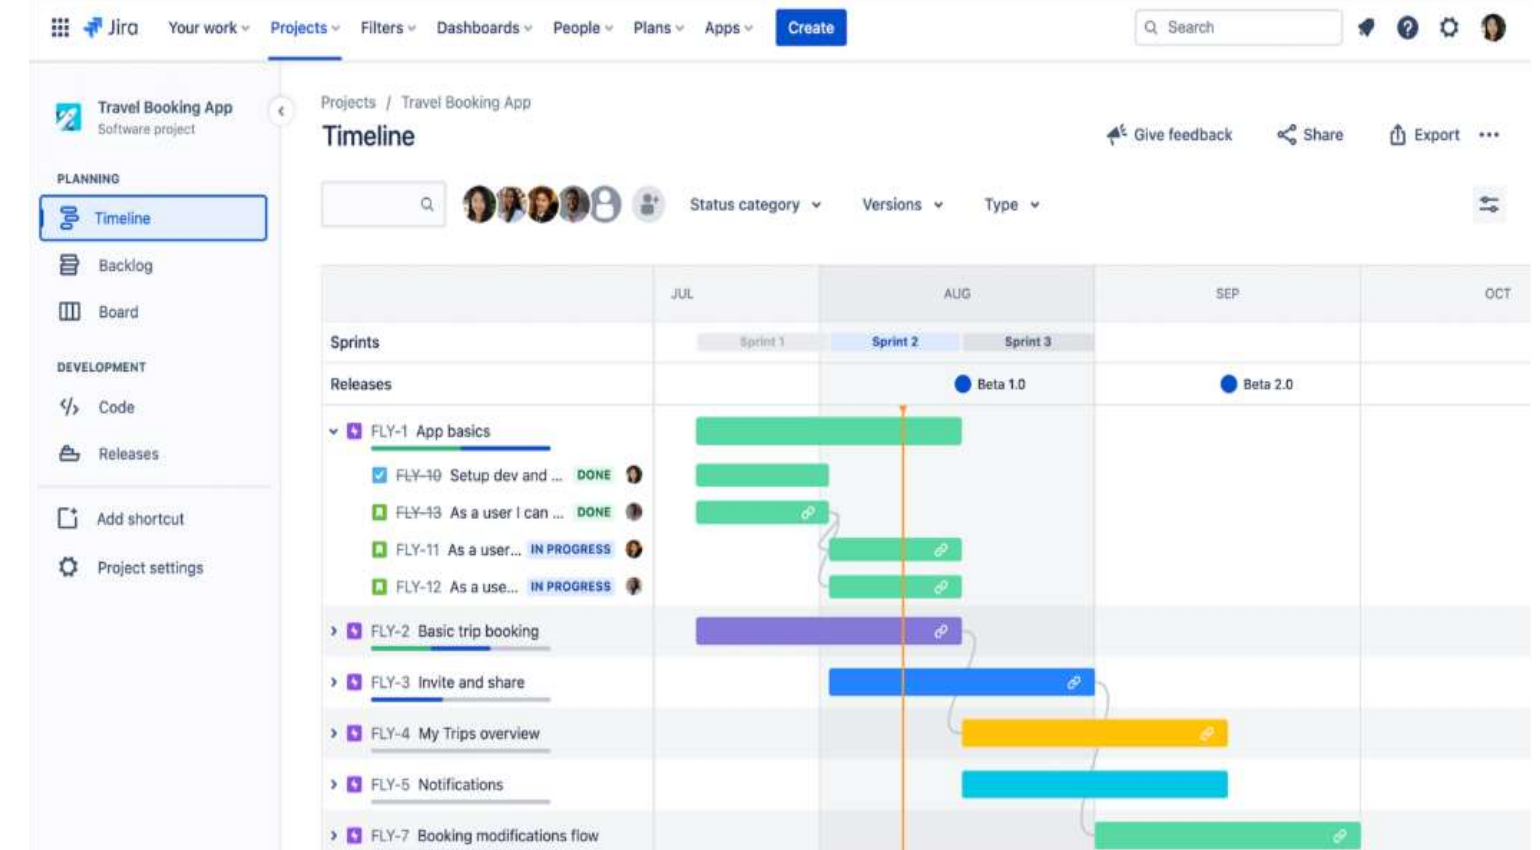 Jira Your work Projects Filters Dashboards People Plans Apps Create Search
Travel Booking App
Software project
PLANNING
Timeline
Backlog
Board
DEVELOPMENT
Code
Releases
Add shortcut
Project settings
Projects / Travel Booking App
Timeline
Give feedback Share Export
Status category Versions Type
JUL AUG SEP OCT
Sprints Sprint 1 Sprint 2 Sprint 3
Releases Beta 1.0 Beta 2.0
FLY-1 App basics
FLY-10 Setup dev and ... DONE
FLY-13 As a user I can ... DONE
FLY-11 As a user... IN PROGRESS
FLY-12 As a use... IN PROGRESS
FLY-2 Basic trip booking
FLY-3 Invite and share
FLY-4 My Trips overview
FLY-5 Notifications
FLY-7 Booking modifications flow